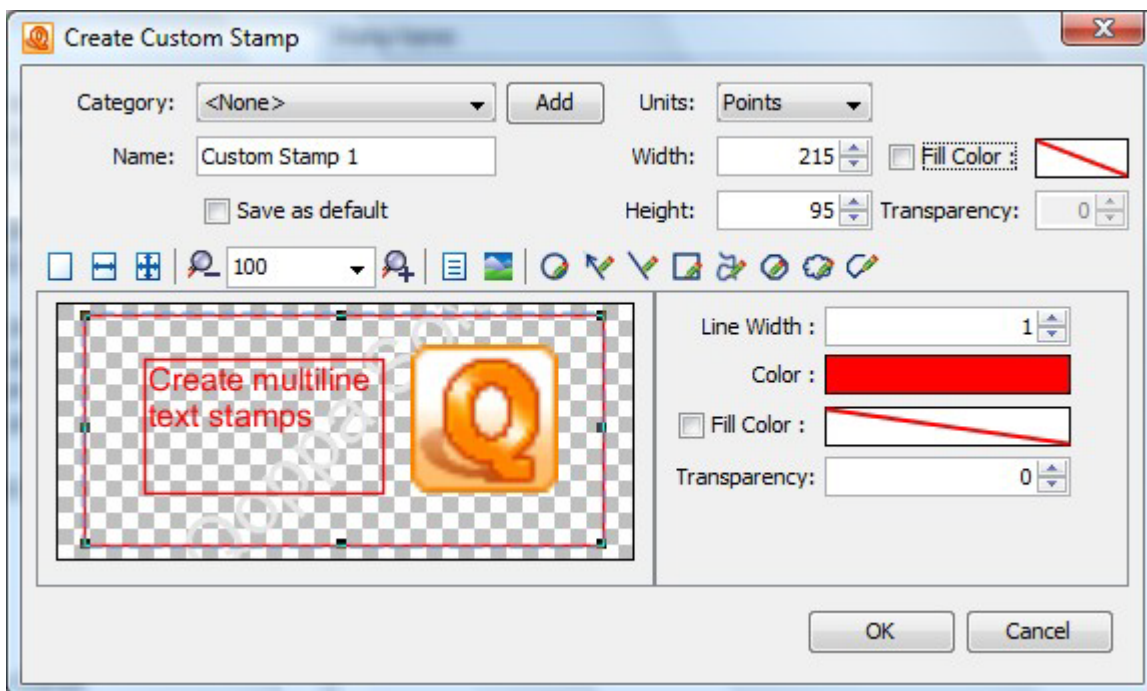 Create Custom Stamp
X
Category: <None> Add Units: Points
Name: Custom Stamp 1 Width: 215 Fill Color :
Save as default Height: 95 Transparency: 0
100
Line Width : 1
Color :
Fill Color :
Transparency: 0
Create multiline
text stamps
Q
Qoppa
OK Cancel